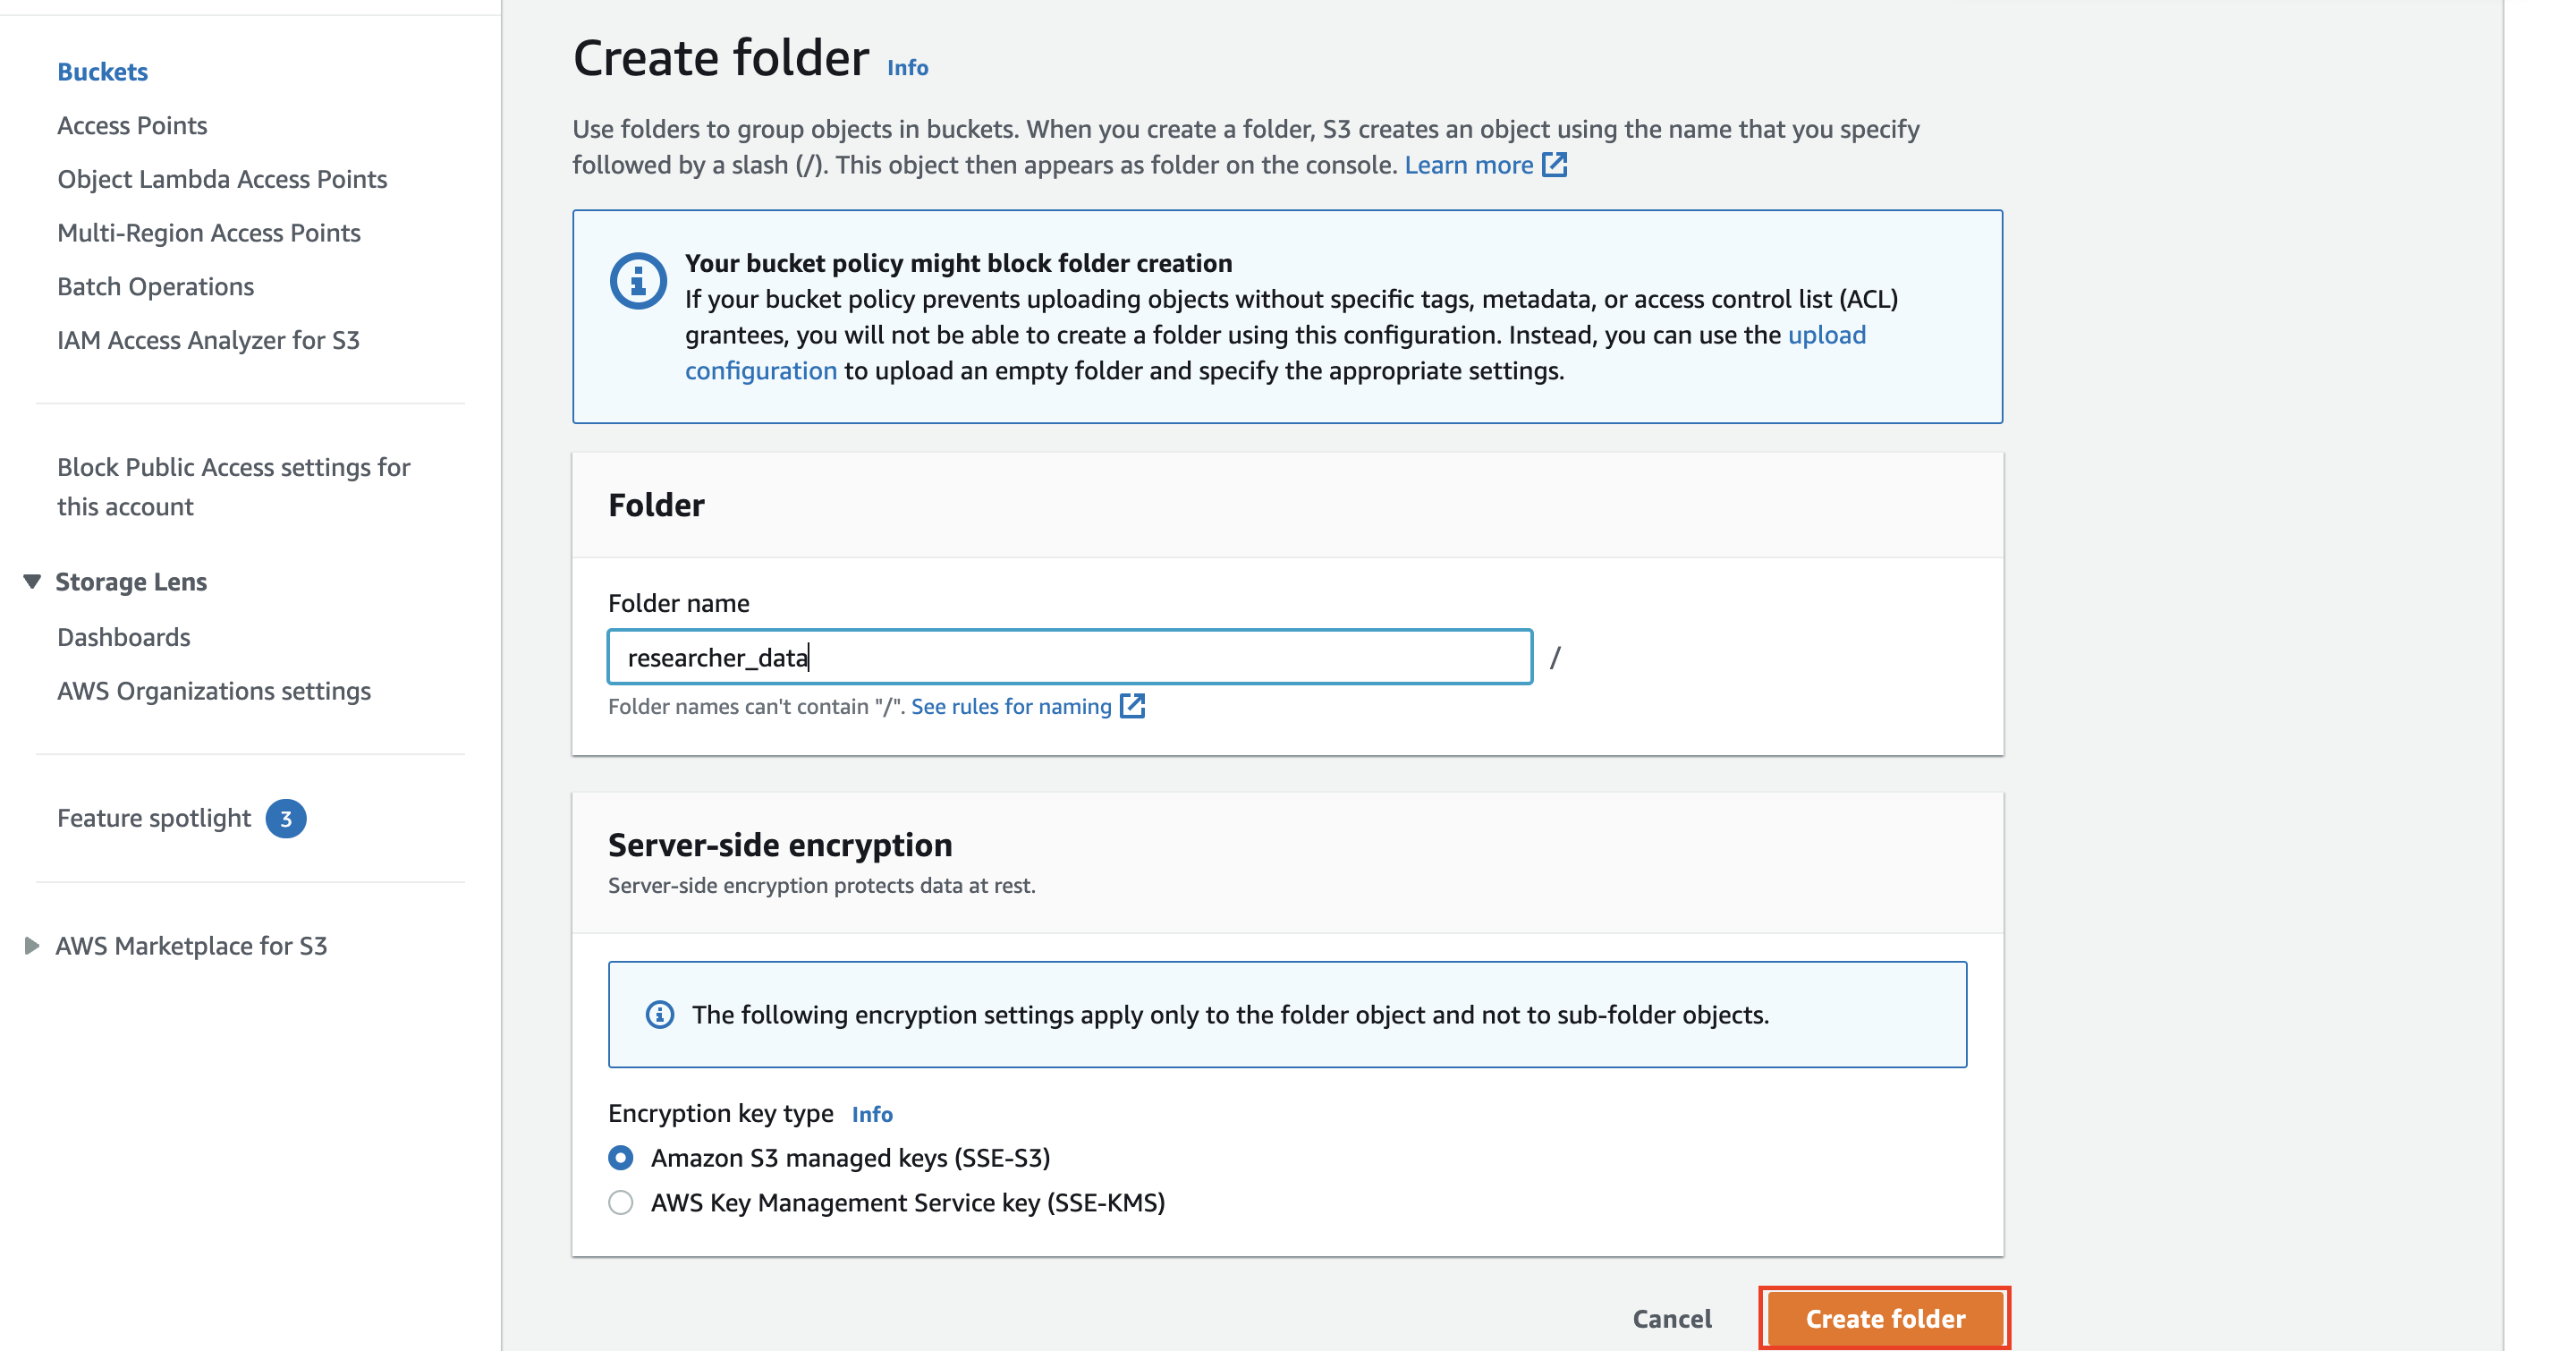 Buckets
Access Points
Object Lambda Access Points
Multi-Region Access Points
Batch Operations
IAM Access Analyzer for S3
Block Public Access settings for
this account
Storage Lens
Dashboards
AWS Organizations settings
Feature spotlight 3
AWS Marketplace for S3
Create folder Info
Use folders to group objects in buckets. When you create a folder, S3 creates an object using the name that you specify
followed by a slash (/). This object then appears as folder on the console. Learn more
Your bucket policy might block folder creation
If your bucket policy prevents uploading objects without specific tags, metadata, or access control list (ACL)
grantees, you will not be able to create a folder using this configuration. Instead, you can use the upload
configuration to upload an empty folder and specify the appropriate settings.
Folder
Folder name
researcher_data /
Folder names can't contain "/". See rules for naming
Server-side encryption
Server-side encryption protects data at rest.
The following encryption settings apply only to the folder object and not to sub-folder objects.
Encryption key type Info
Amazon S3 managed keys (SSE-S3)
AWS Key Management Service key (SSE-KMS)
Cancel Create folder